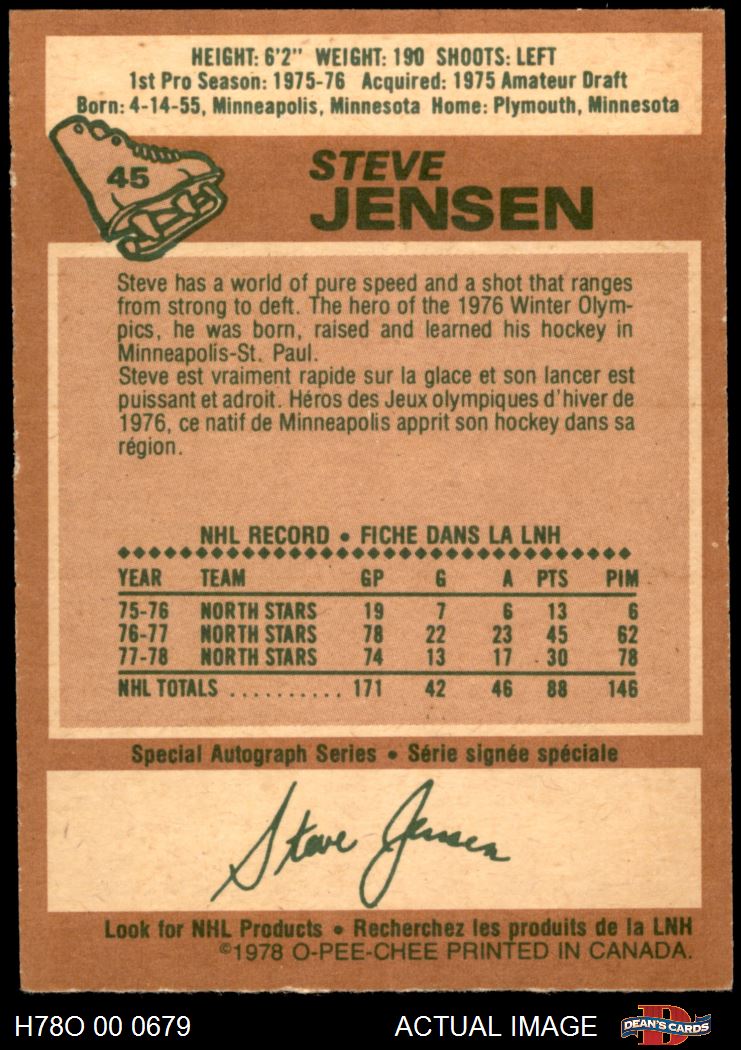 HEIGHT: 6'2" WEIGHT: 190 SHOOTS: LEFT
1st Pro Season: 1975-76 Acquired: 1975 Amateur Draft
Born: 4-14-55, Minneapolis, Minnesota Home: Plymouth, Minnesota
45
STEVE
JENSEN
Steve has a world of pure speed and a shot that ranges
from strong to deft. The hero of the 1976 Winter Olym-
pics, he was born, raised and learned his hockey in
Minneapolis-St. Paul.
Steve est vraiment rapide sur la glace et son lancer est
puissant et adroit. Héros des Jeux olympiques d'hiver de
1976, ce natif de Minneapolis apprit son hockey dans sa
région.
NHL RECORD • FICHE DANS LA LNH
YEAR TEAM GP G A PTS PIM
75-76 NORTH STARS 19 7 6 13 6
76-77 NORTH STARS 78 22 23 45 62
77-78 NORTH STARS 74 13 17 30 78
NHL TOTALS .......... 171 42 46 88 146
Special Autograph Series • Série signée spéciale
Steve Jensen
Look for NHL Products • Recherchez les produits de la LNH
©1978 O-PEE-CHEE PRINTED IN CANADA.
H78O 00 0679 ACTUAL IMAGE
D
DEAN'S CARDS